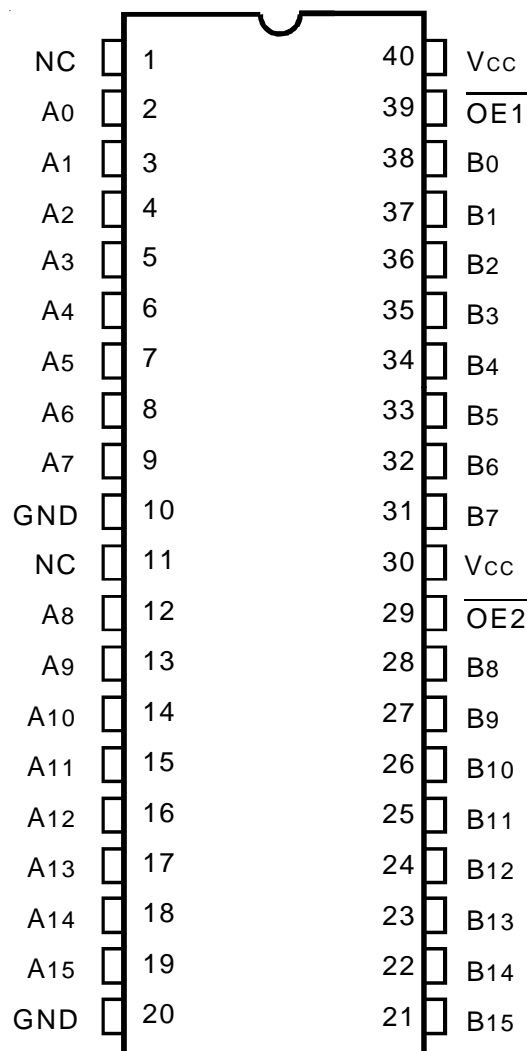 NC 1 40 Vcc
A0 2 39 O̅E̅1̅
A1 3 38 B0
A2 4 37 B1
A3 5 36 B2
A4 6 35 B3
A5 7 34 B4
A6 8 33 B5
A7 9 32 B6
GND 10 31 B7
NC 11 30 Vcc
A8 12 29 O̅E̅2̅
A9 13 28 B8
A10 14 27 B9
A11 15 26 B10
A12 16 25 B11
A13 17 24 B12
A14 18 23 B13
A15 19 22 B14
GND 20 21 B15